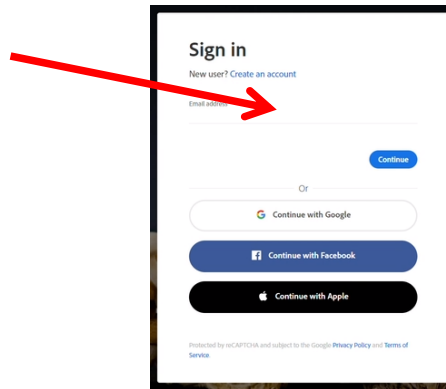 Sign in
New user? Create an account
Email address
Continue
Or
Continue with Google
Continue with Facebook
Continue with Apple
Protected by reCAPTCHA and subject to the Google Privacy Policy and Terms of
Service.